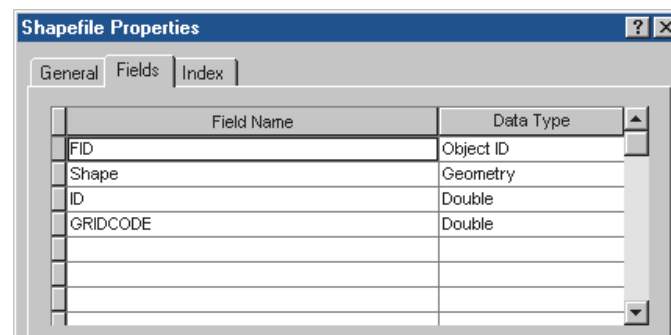 Shapefile Properties
General Fields Index
Field Name Data Type
FID Object ID
Shape Geometry
ID Double
GRIDCODE Double